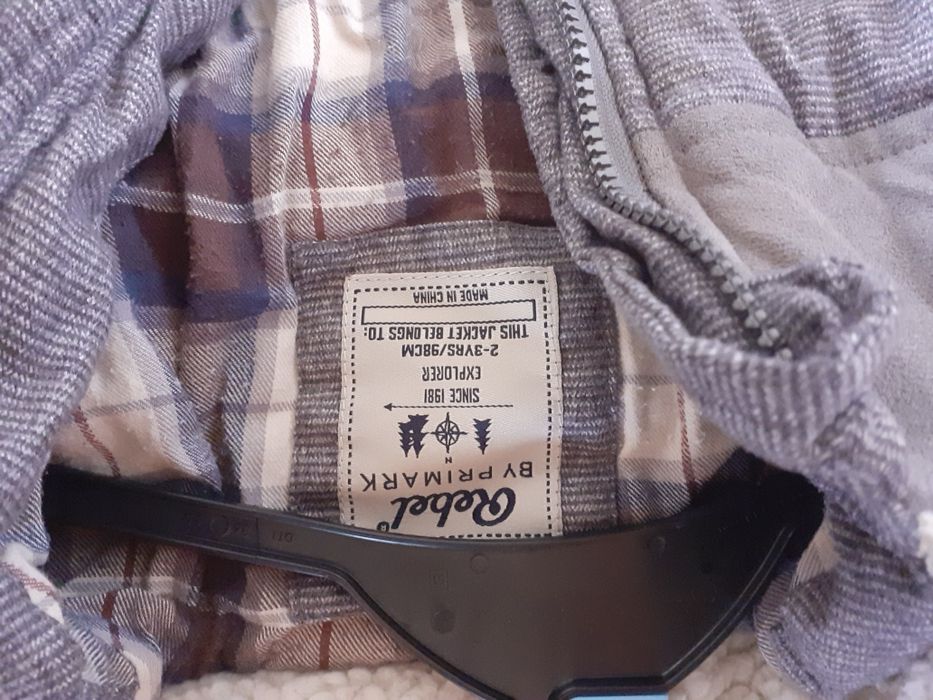 Rebel®
BY PRIMARK
N
SINCE 1981
EXPLORER
2-3YRS/98CM
THIS JACKET BELONGS TO:
MADE IN CHINA